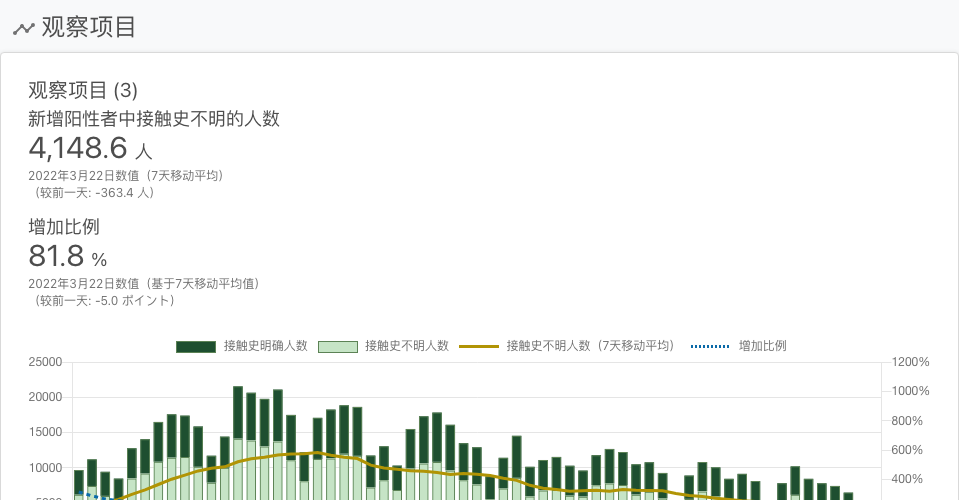 观察项目
观察项目 (3)
新增阳性者中接触史不明的人数
4,148.6 人
2022年3月22日数值（7天移动平均）
（较前一天: -363.4 人）
增加比例
81.8 %
2022年3月22日数值（基于7天移动平均值）
（较前一天: -5.0 ポイント）
接触史明确人数 接触史不明人数 接触史不明人数（7天移动平均） 增加比例
25000 1200%
20000 1000%
15000 800%
10000 600%
400%
5000